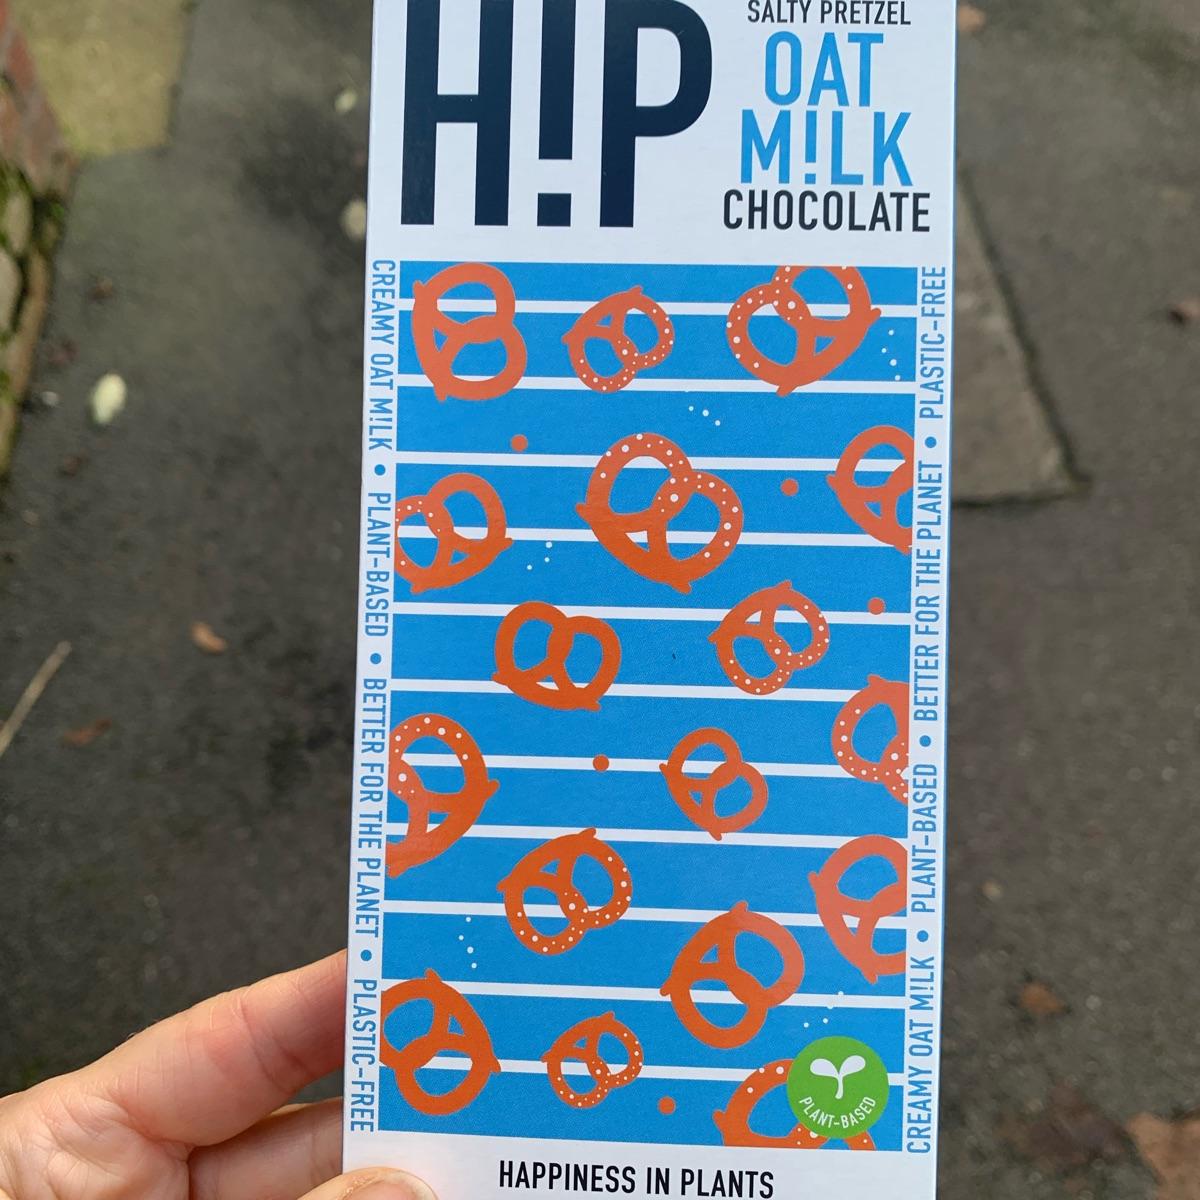 H!P
SALTY PRETZEL
OAT
M!LK
CHOCOLATE
CREAMY OAT M!LK • PLANT-BASED • BETTER FOR THE PLANET • PLASTIC-FREE
CREAMY OAT M!LK • PLANT-BASED • BETTER FOR THE PLANET • PLASTIC-FREE
PLANT-BASED
HAPPINESS IN PLANTS